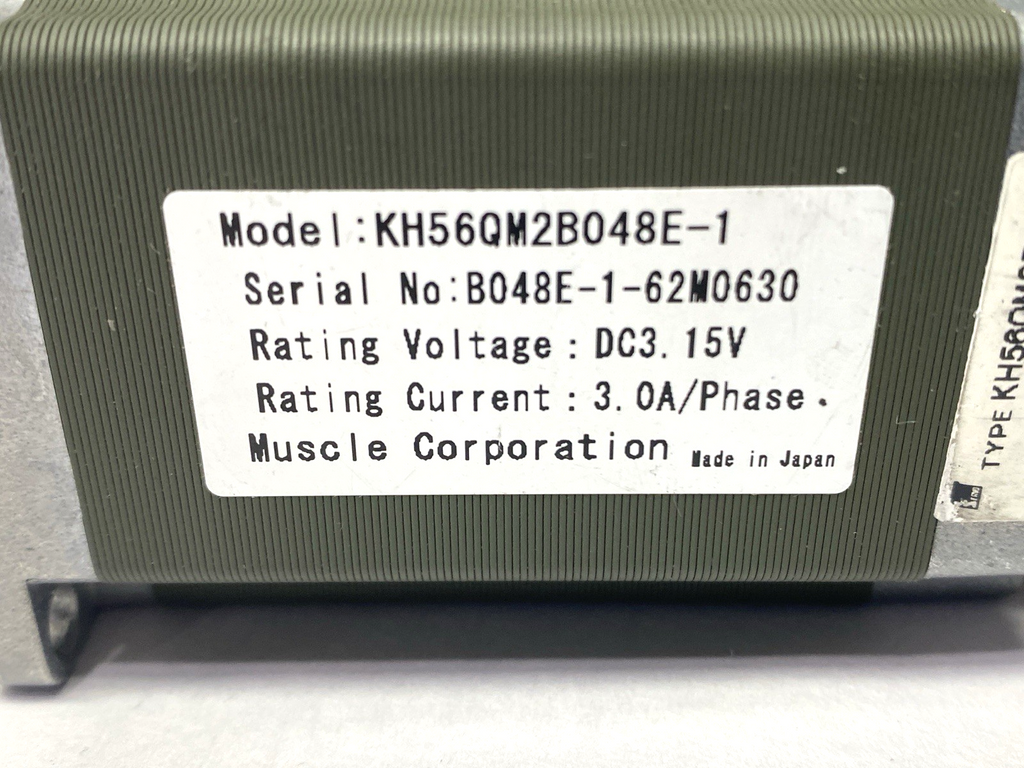 Model:KH56QM2B048E-1
Serial No:B048E-1-62M0630
Rating Voltage: DC3.15V
Rating Current: 3.0A/Phase.
Muscle Corporation Made in Japan
TYPE